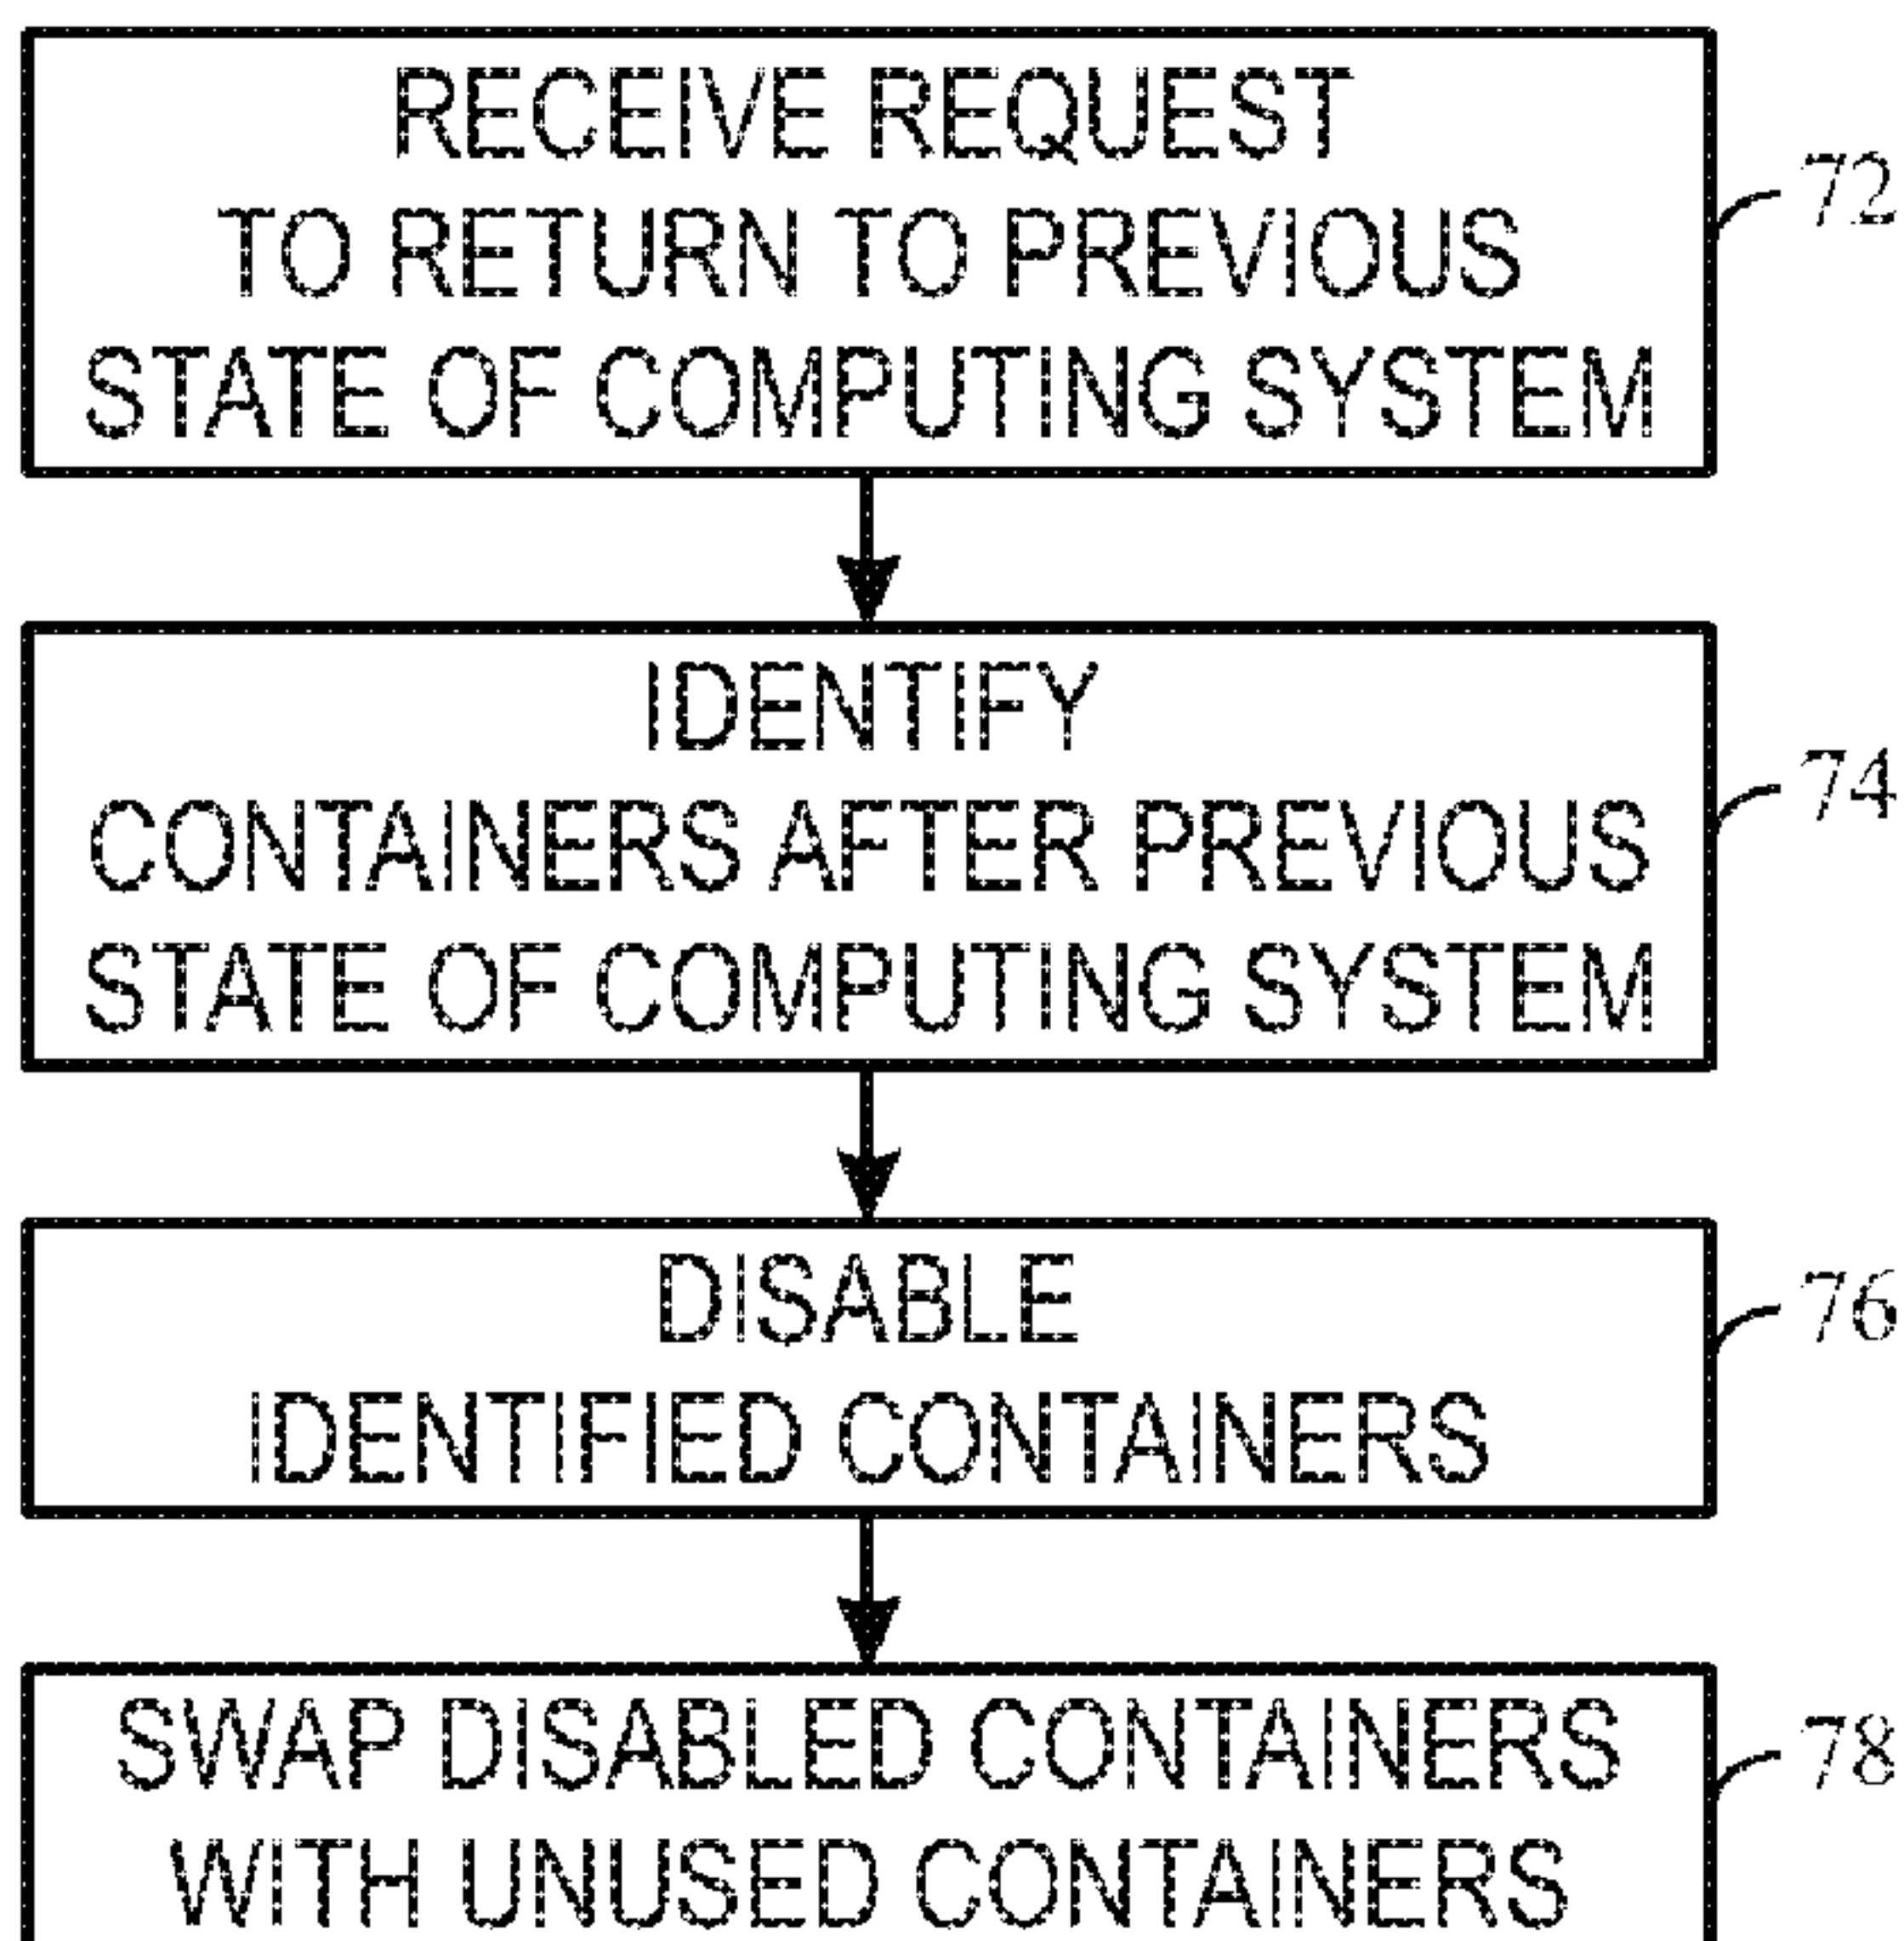 RECEIVE REQUEST
TO RETURN TO PREVIOUS
STATE OF COMPUTING SYSTEM
72
IDENTIFY
CONTAINERS AFTER PREVIOUS
STATE OF COMPUTING SYSTEM
74
DISABLE
IDENTIFIED CONTAINERS
76
SWAP DISABLED CONTAINERS
WITH UNUSED CONTAINERS
78